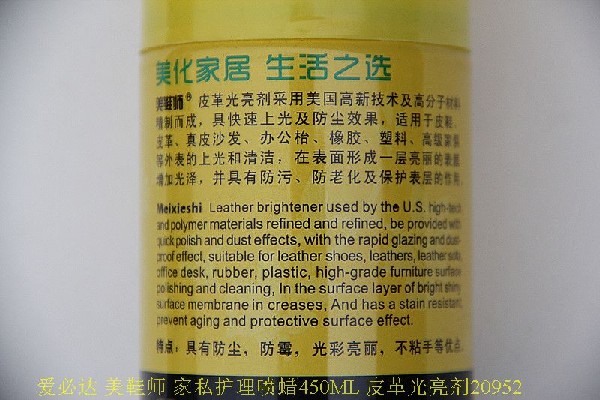 美化家居 生活之选
美鞋师® 皮革光亮剂采用美国高新技术及高分子材料
精制而成，具快速上光及防尘效果，适用于皮鞋、
皮革、真皮沙发、办公枱、橡胶、塑料、高级家俱
等外表的上光和清洁，在表面形成一层亮丽的表膜
增加光泽，并具有防污、防老化及保护表层的作用。
Meixieshi Leather brightener used by the U.S. high-tech
and polymer materials refined and refined, be provided with
quick polish and dust effects, with the rapid glazing and dust-
proof effect, suitable for leather shoes, leathers, leather sofa,
office desk, rubber, plastic, high-grade furniture surface
polishing and cleaning, In the surface layer of bright shiny
surface membrane in creases, And has a stain resistant,
prevent aging and protective surface effect.
特点：具有防尘，防霉，光彩亮丽，不粘手等优点。
爱必达 美鞋师 家私护理喷蜡450ML 皮革光亮剂20952